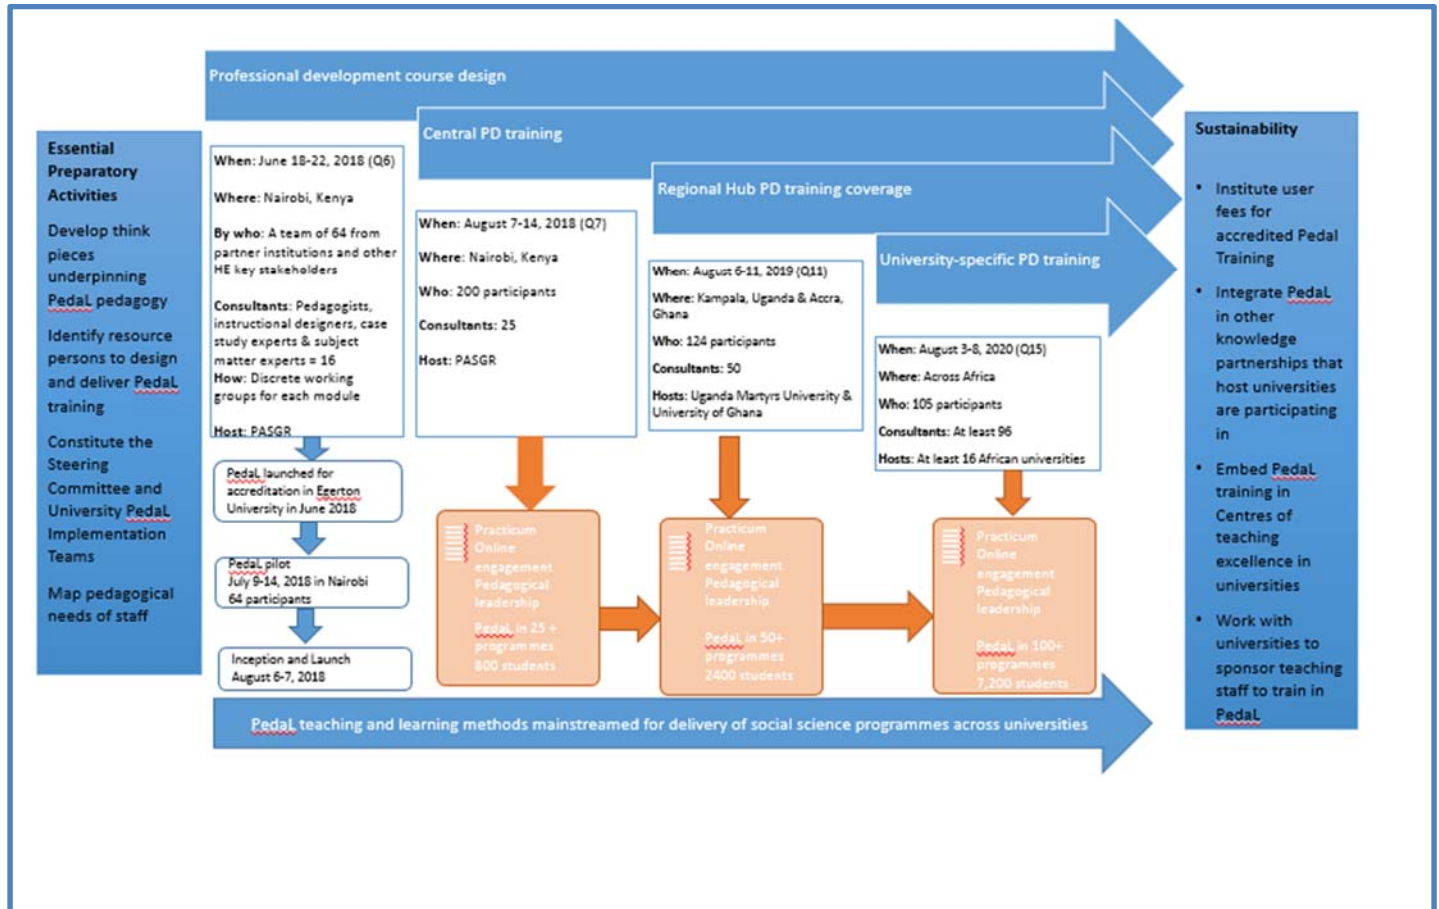 Professional development course design
Central PD training
Regional Hub PD training coverage
University-specific PD training
Essential
Preparatory
Activities
Develop think
pieces
underpinning
PedaL pedagogy
Identify resource
persons to design
and deliver PedaL
training
Constitute the
Steering
Committee and
University PedaL
Implementation
Teams
Map pedagogical
needs of staff
When: June 18-22, 2018 (Q6)
Where: Nairobi, Kenya
By who: A team of 64 from
partner institutions and other
HE key stakeholders
Consultants: Pedagogists,
instructional designers, case
study experts & subject
matter experts = 16
How: Discrete working
groups for each module
Host: PASGR
PedaL launched for
accreditation in Egerton
University in June 2018
PedaL pilot
July 9-14, 2018 in Nairobi
64 participants
Inception and Launch
August 6-7, 2018
When: August 7-14, 2018 (Q7)
Where: Nairobi, Kenya
Who: 200 participants
Consultants: 25
Host: PASGR
Practicum
Online
engagement
Pedagogical
leadership
PedaL in 25 +
programmes
800 students
When: August 6-11, 2019 (Q11)
Where: Kampala, Uganda & Accra,
Ghana
Who: 124 participants
Consultants: 50
Hosts: Uganda Martyrs University &
University of Ghana
Practicum
Online
engagement
Pedagogical
leadership
PedaL in 50+
programmes
2400 students
When: August 3-8, 2020 (Q15)
Where: Across Africa
Who: 105 participants
Consultants: At least 96
Hosts: At least 16 African universities
Practicum
Online
engagement
Pedagogical
leadership
PedaL in 100+
programmes
7,200 students
PedaL teaching and learning methods mainstreamed for delivery of social science programmes across universities
Sustainability
• Institute user
fees for
accredited Pedal
Training
• Integrate PedaL
in other
knowledge
partnerships that
host universities
are participating
in
• Embed PedaL
training in
Centres of
teaching
excellence in
universities
• Work with
universities to
sponsor teaching
staff to train in
PedaL